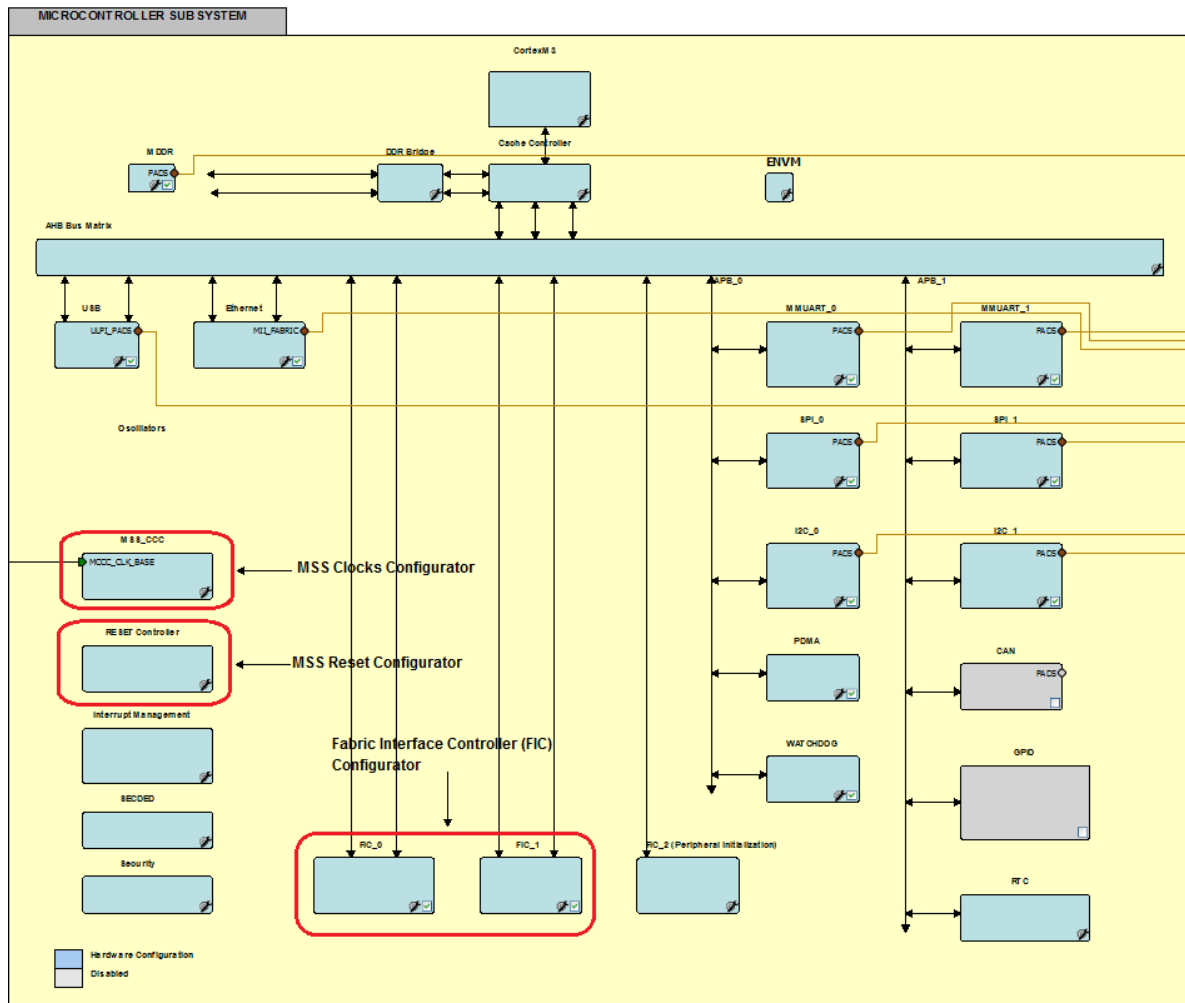 MICROCONTROLLER SUB SYSTEM
CortexM3
Cache Controller
MDDR
PADS
DDR Bridge
ENVM
AHB Bus Matrix
APB_0
APB_1
USB
ULPI_PADS
Ethernet
MII_FABRIC
MMUART_0
PADS
MMUART_1
PADS
Oscillators
SPI_0
PADS
SPI_1
PADS
MSS_CCC
MCCC_CLK_BASE
MSS Clocks Configurator
I2C_0
PADS
I2C_1
PADS
RESET Controller
MSS Reset Configurator
PDMA
CAN
PADS
Interrupt Management
Fabric Interface Controller (FIC)
Configurator
WATCHDOG
GPIO
SECDED
FIC_0
FIC_1
FIC_2 (Peripheral Initialization)
Security
RTC
Hardware Configuration
Disabled